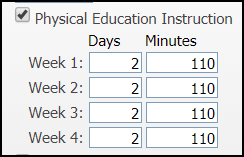 Physical Education Instruction
Days Minutes
Week 1: 2 110
Week 2: 2 110
Week 3: 2 110
Week 4: 2 110